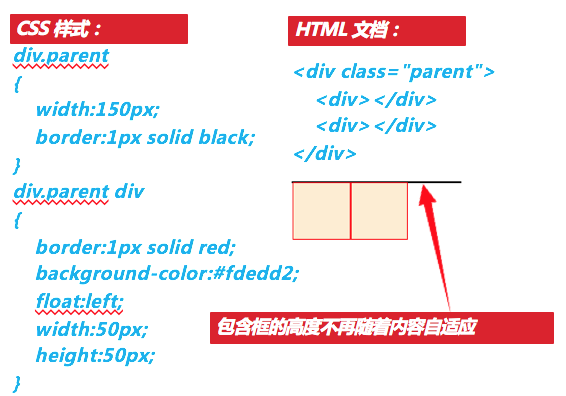 CSS 样式：
div.parent
{
width:150px;
border:1px solid black;
}
div.parent div
{
border:1px solid red;
background-color:#fdedd2;
float:left;
width:50px;
height:50px;
}
HTML 文档：
<div class="parent">
<div></div>
<div></div>
</div>
包含框的高度不再随着内容自适应